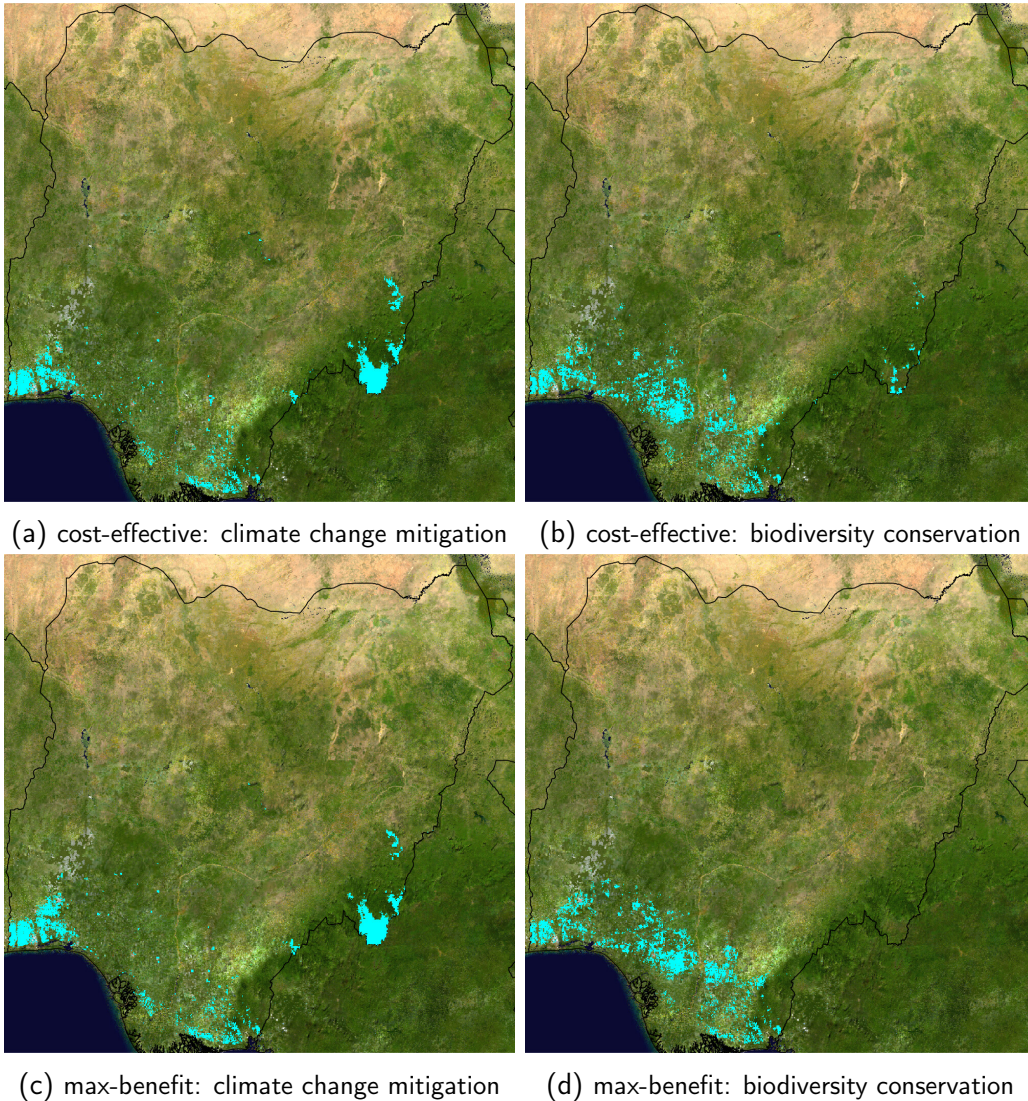 (a) cost-effective: climate change mitigation
(b) cost-effective: biodiversity conservation
(c) max-benefit: climate change mitigation
(d) max-benefit: biodiversity conservation